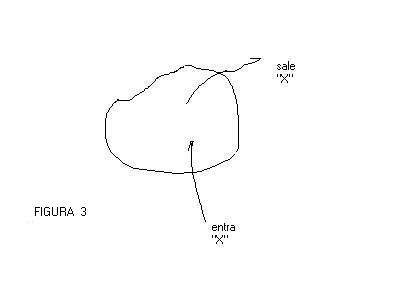 sale
"X"
FIGURA 3
entra
"X"